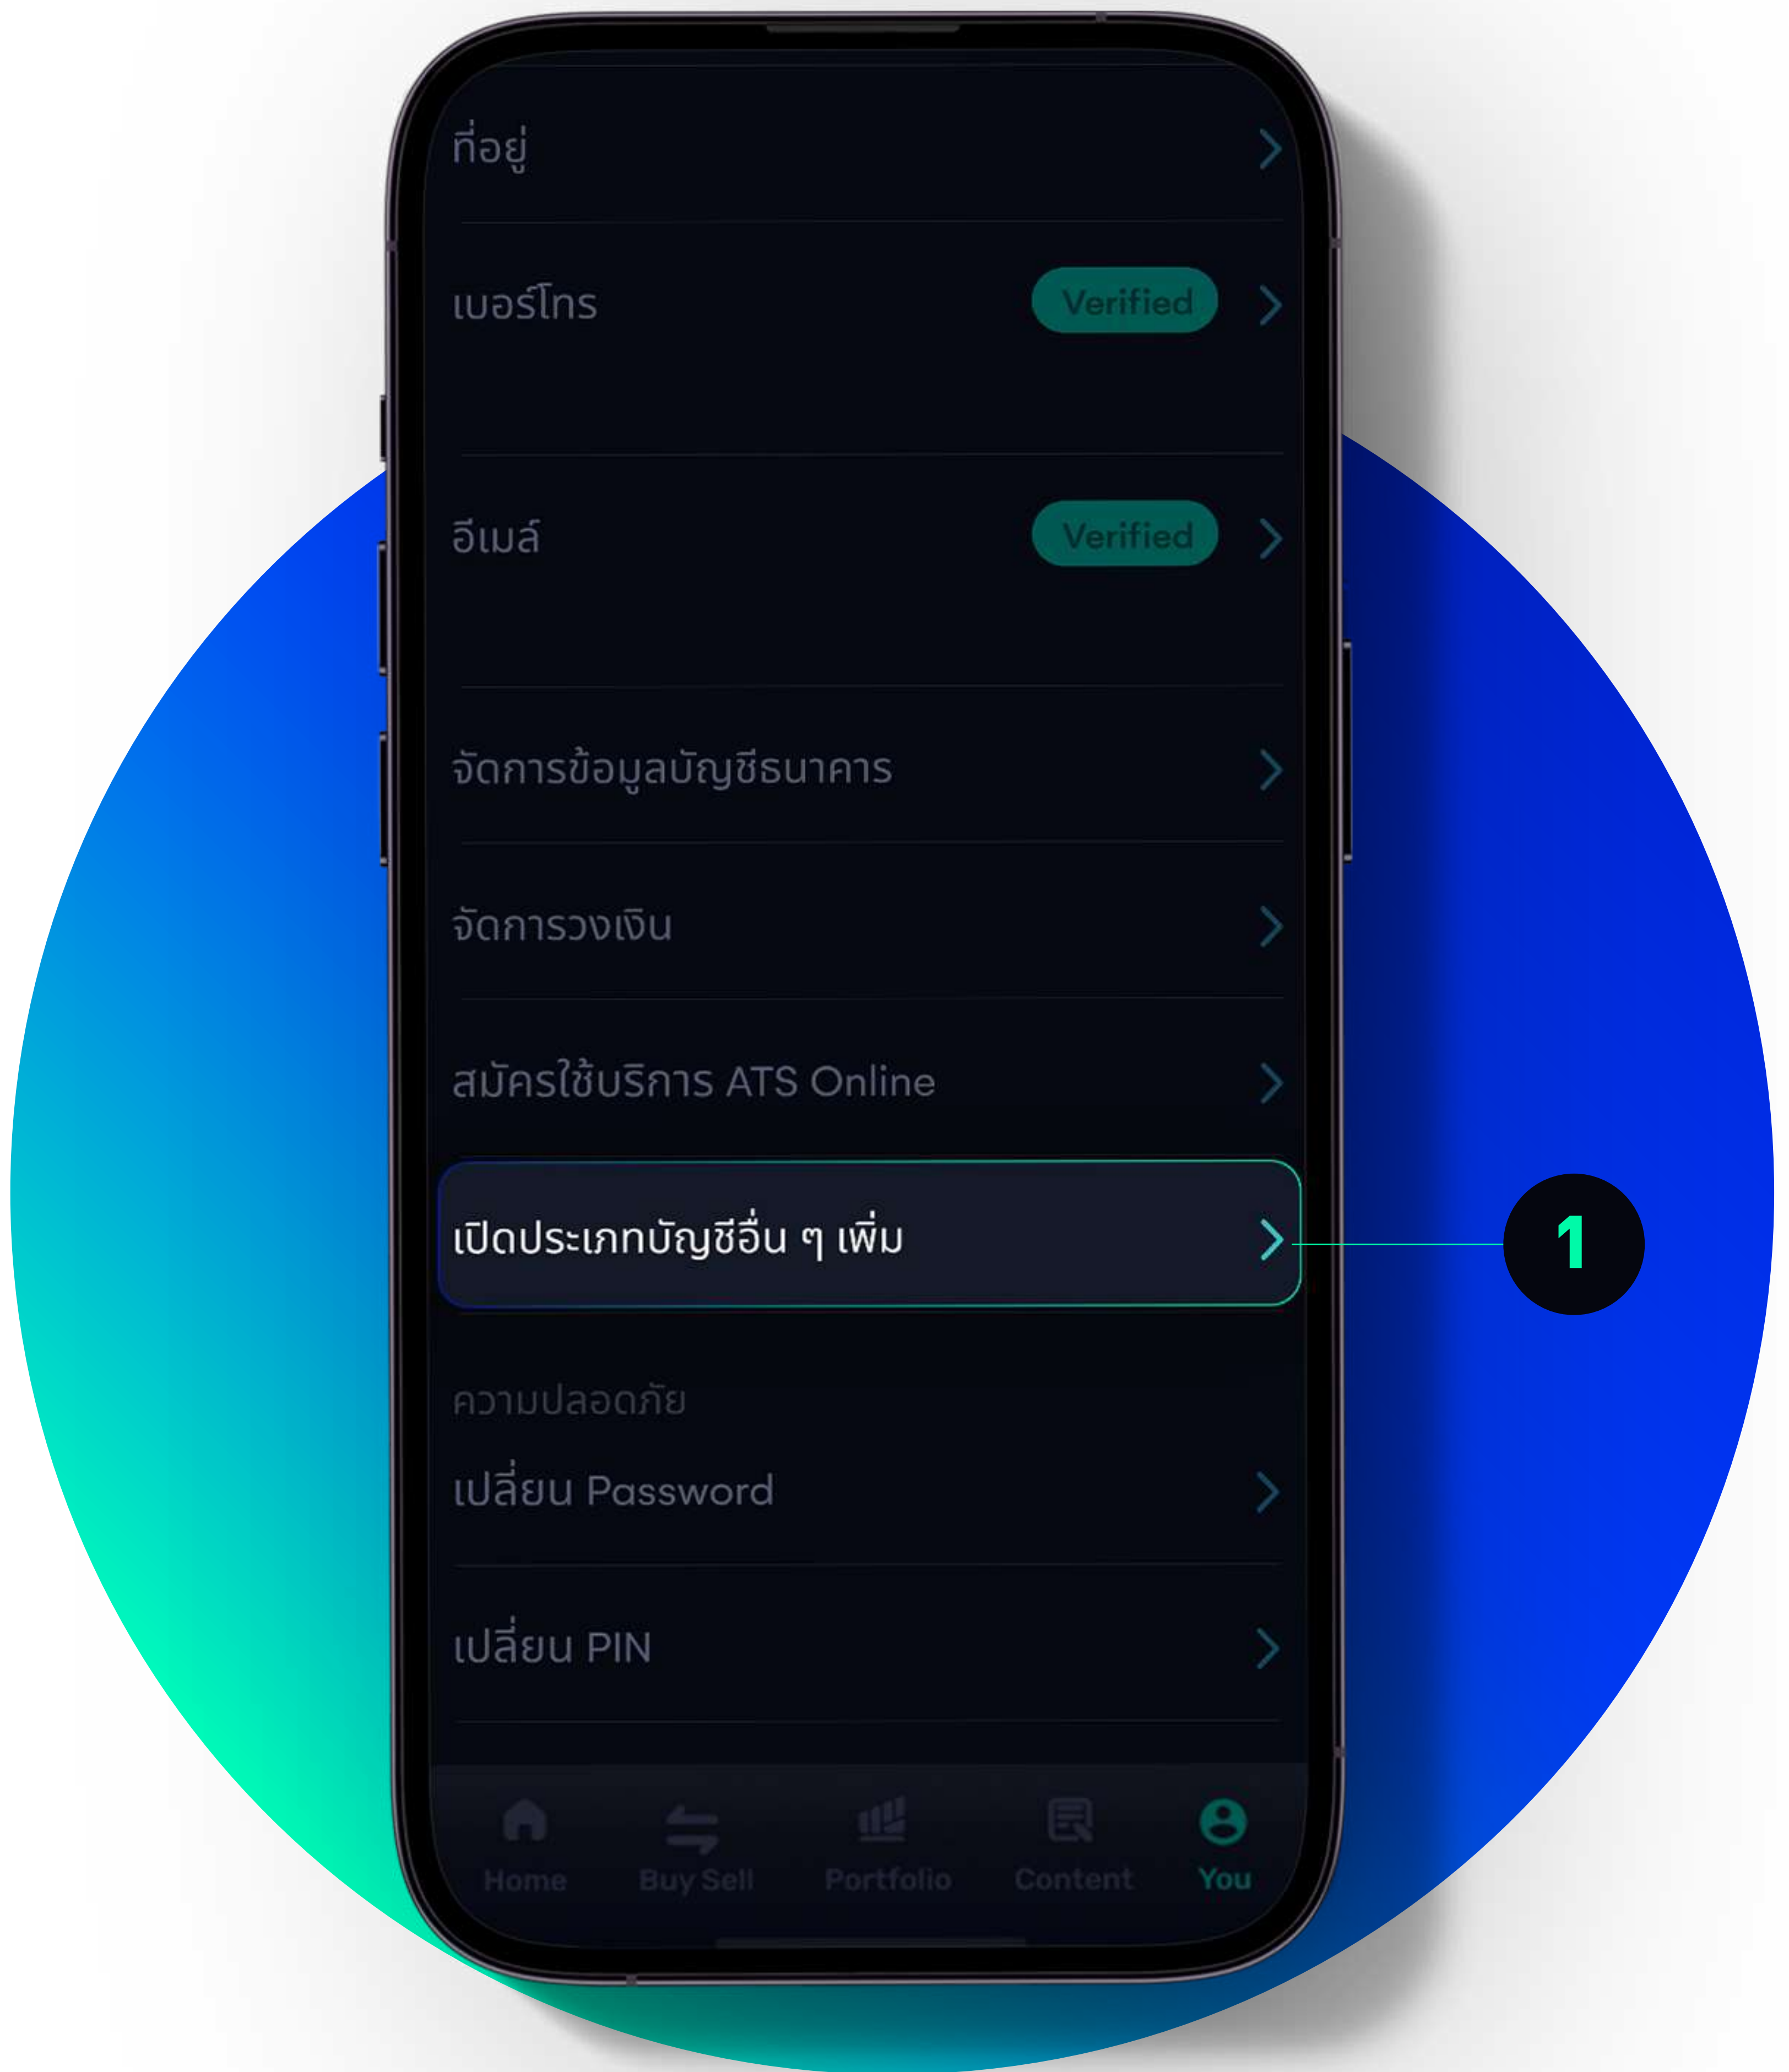 ที่อยู่
เบอร์โทร Verified
อีเมล์ Verified
จัดการข้อมูลบัญชีธนาคาร
จัดการวงเงิน
สมัครใช้บริการ ATS Online
เปิดประเภทบัญชีอื่น ๆ เพิ่ม
1
ความปลอดภัย
เปลี่ยน Password
เปลี่ยน PIN
Home Buy Sell Portfolio Content You